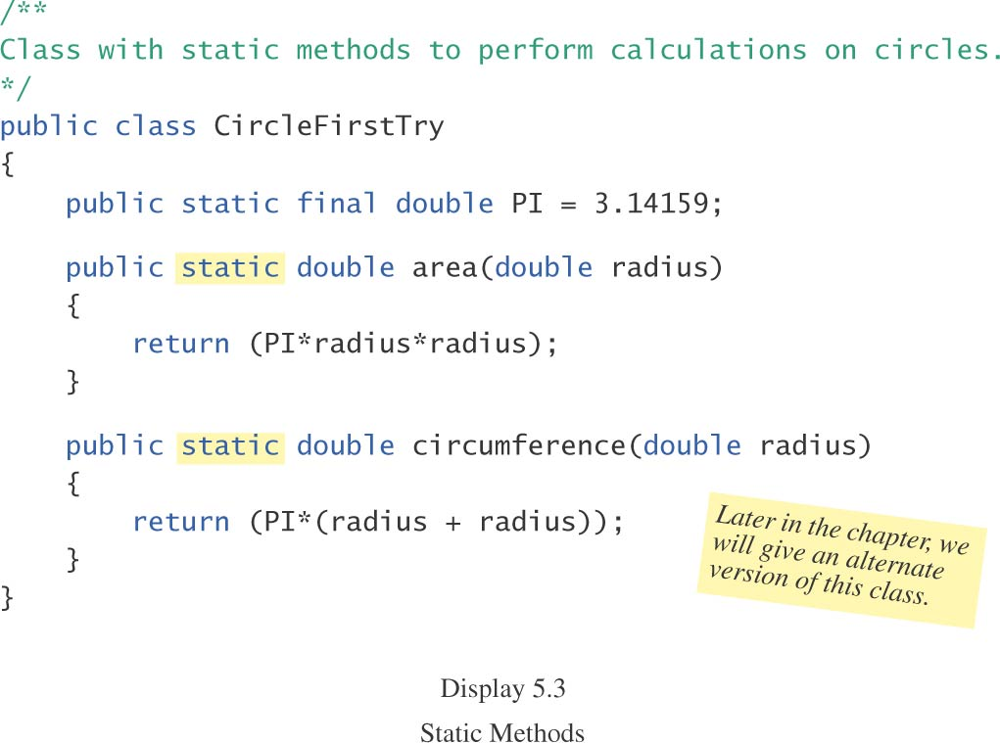 /**
Class with static methods to perform calculations on circles.
*/
public class CircleFirstTry
{
    public static final double PI = 3.14159;
    public static double area(double radius)
    {
        return (PI*radius*radius);
    }
    public static double circumference(double radius)
    {
        return (PI*(radius + radius));
    }
}
Later in the chapter, we
will give an alternate
version of this class.
Display 5.3
Static Methods